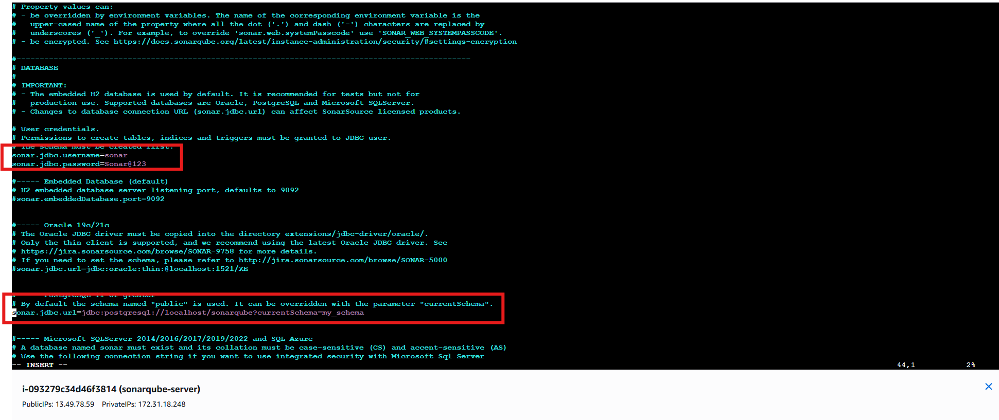 # Property values can:
# - be overridden by environment variables. The name of the corresponding environment variable is the
#   upper-cased name of the property where all the dot ('.') and dash ('-') characters are replaced by
#   underscores ('_'). For example, to override 'sonar.web.systemPasscode' use 'SONAR_WEB_SYSTEMPASSCODE'.
# - be encrypted. See https://docs.sonarqube.org/latest/instance-administration/security/#settings-encryption
#--------------------------------------------------------------------------------------------------
# DATABASE
#
# IMPORTANT:
# - The embedded H2 database is used by default. It is recommended for tests but not for
#   production use. Supported databases are Oracle, PostgreSQL and Microsoft SQLServer.
# - Changes to database connection URL (sonar.jdbc.url) can affect SonarSource licensed products.
# User credentials.
# Permissions to create tables, indices and triggers must be granted to JDBC user.
# The schema must be created first.
sonar.jdbc.username=sonar
sonar.jdbc.password=Sonar@123
#----- Embedded Database (default)
# H2 embedded database server listening port, defaults to 9092
#sonar.embeddedDatabase.port=9092
#----- Oracle 19c/21c
# The Oracle JDBC driver must be copied into the directory extensions/jdbc-driver/oracle/.
# Only the thin client is supported, and we recommend using the latest Oracle JDBC driver. See
# https://jira.sonarsource.com/browse/SONAR-9758 for more details.
# If you need to set the schema, please refer to http://jira.sonarsource.com/browse/SONAR-5000
#sonar.jdbc.url=jdbc:oracle:thin:@localhost:1521/XE
#----- PostgreSQL 11 or greater
# By default the schema named "public" is used. It can be overridden with the parameter "currentSchema".
sonar.jdbc.url=jdbc:postgresql://localhost/sonarqube?currentSchema=my_schema
#----- Microsoft SQLServer 2014/2016/2017/2019/2022 and SQL Azure
# A database named sonar must exist and its collation must be case-sensitive (CS) and accent-sensitive (AS)
# Use the following connection string if you want to use integrated security with Microsoft Sql Server
-- INSERT -- 44,1 2%
i-093279c34d46f3814 (sonarqube-server)
PublicIPs: 13.49.78.59 PrivateIPs: 172.31.18.248